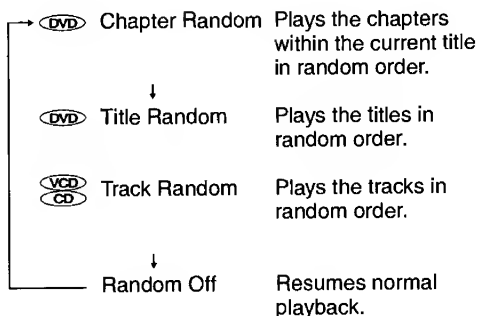 DVD Chapter Random Plays the chapters
within the current title
in random order.
DVD Title Random Plays the titles in
random order.
VCD
CD Track Random Plays the tracks in
random order.
Random Off Resumes normal
playback.